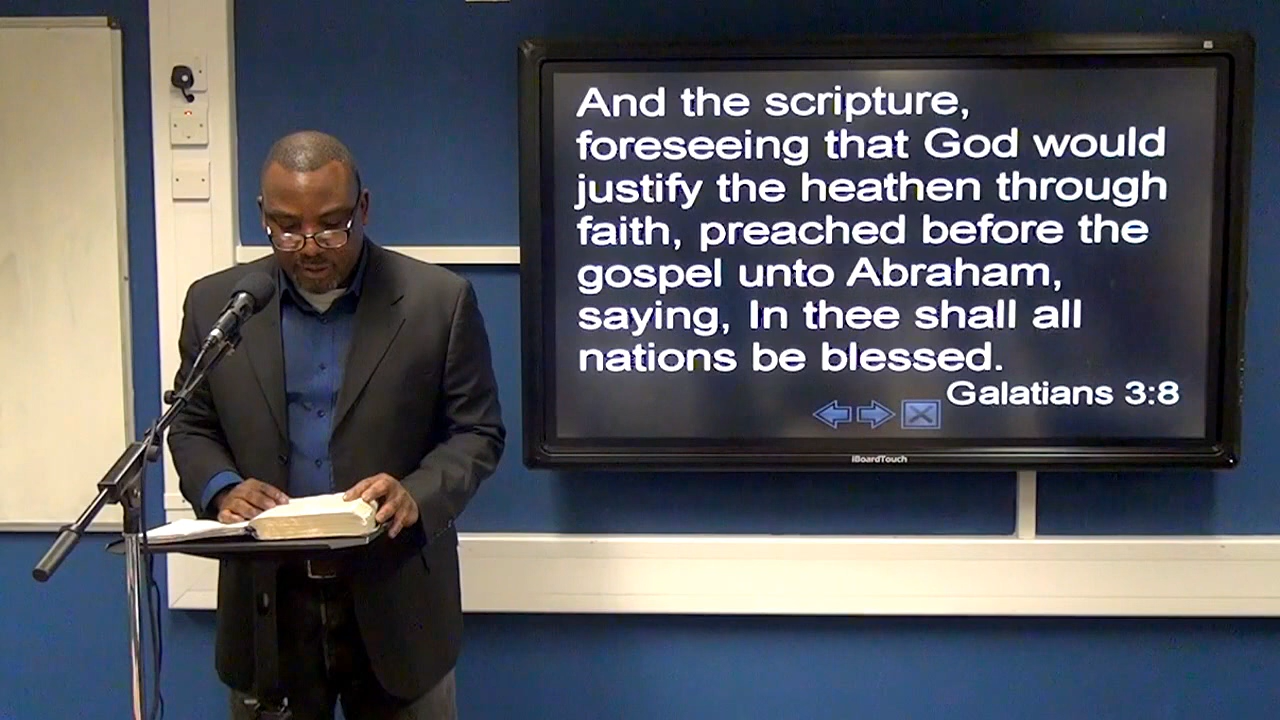 And the scripture,
foreseeing that God would
justify the heathen through
faith, preached before the
gospel unto Abraham,
saying, In thee shall all
nations be blessed.
Galatians 3:8
iBoardTouch